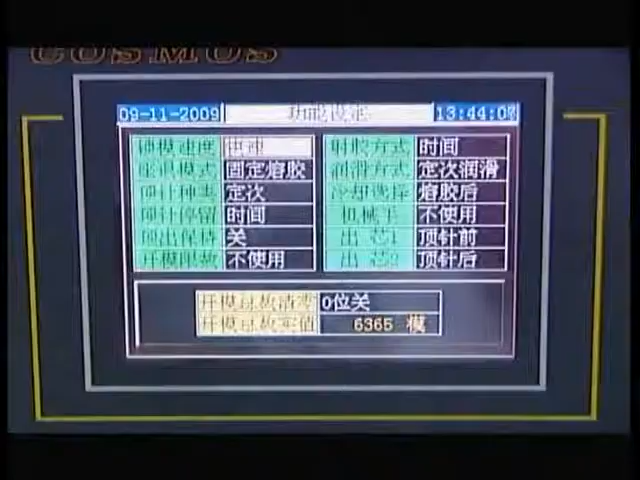 COSMOS
09-11-2009 功能设定 13:44:08
锁模速度 快速 射胶方式 时间
座退模式 固定熔胶 润滑方式 定次润滑
顶针种类 定次 冷却选择 熔胶后
顶针停留 时间 机械手 不使用
顶出保持 关 出 芯1 顶针前
开模限数 不使用 出 芯2 顶针后
开模总数清零 0位关
开模总数实值 6365 模